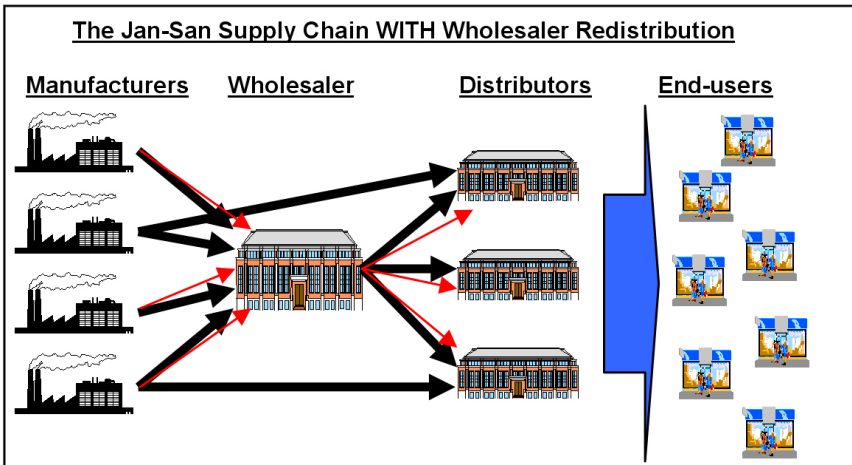 The Jan-San Supply Chain WITH Wholesaler Redistribution
Manufacturers Wholesaler Distributors End-users